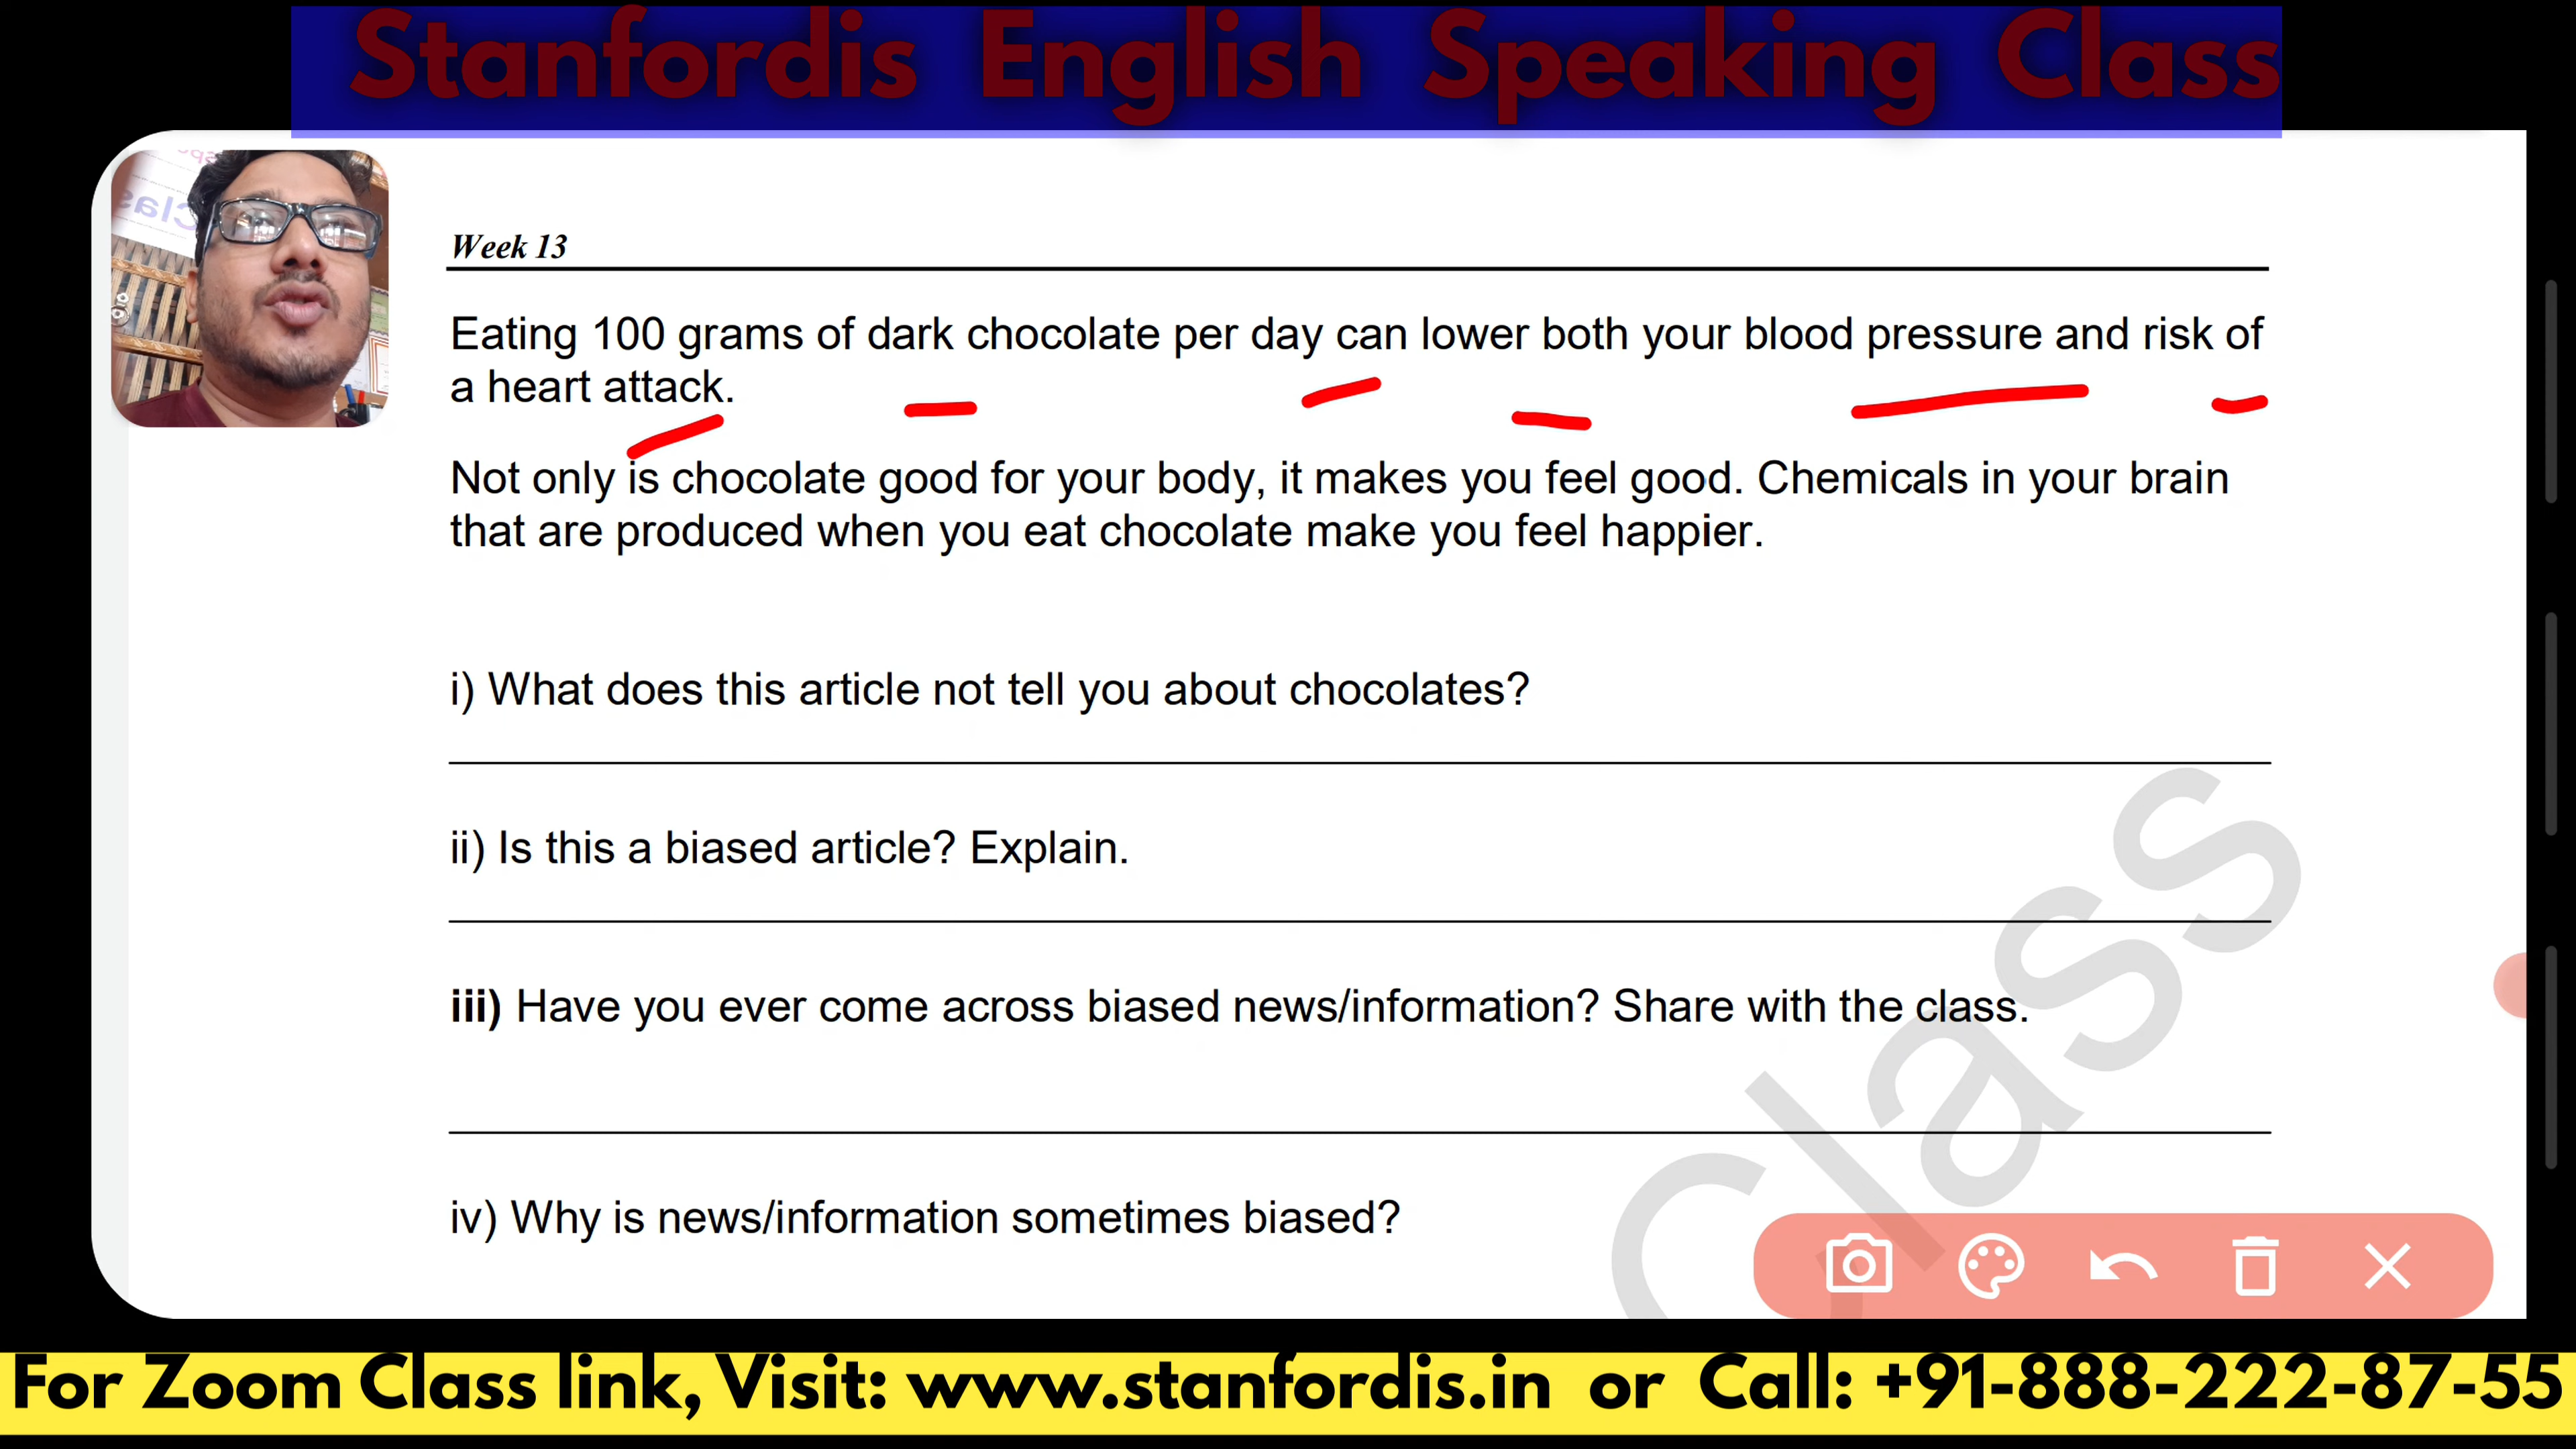 Stanfordis English Speaking Class
Week 13
Eating 100 grams of dark chocolate per day can lower both your blood pressure and risk of
a heart attack.
Not only is chocolate good for your body, it makes you feel good. Chemicals in your brain
that are produced when you eat chocolate make you feel happier.
i) What does this article not tell you about chocolates?
ii) Is this a biased article? Explain.
iii) Have you ever come across biased news/information? Share with the class.
iv) Why is news/information sometimes biased?
Class
For Zoom Class link, Visit: www.stanfordis.in or Call: +91-888-222-87-55